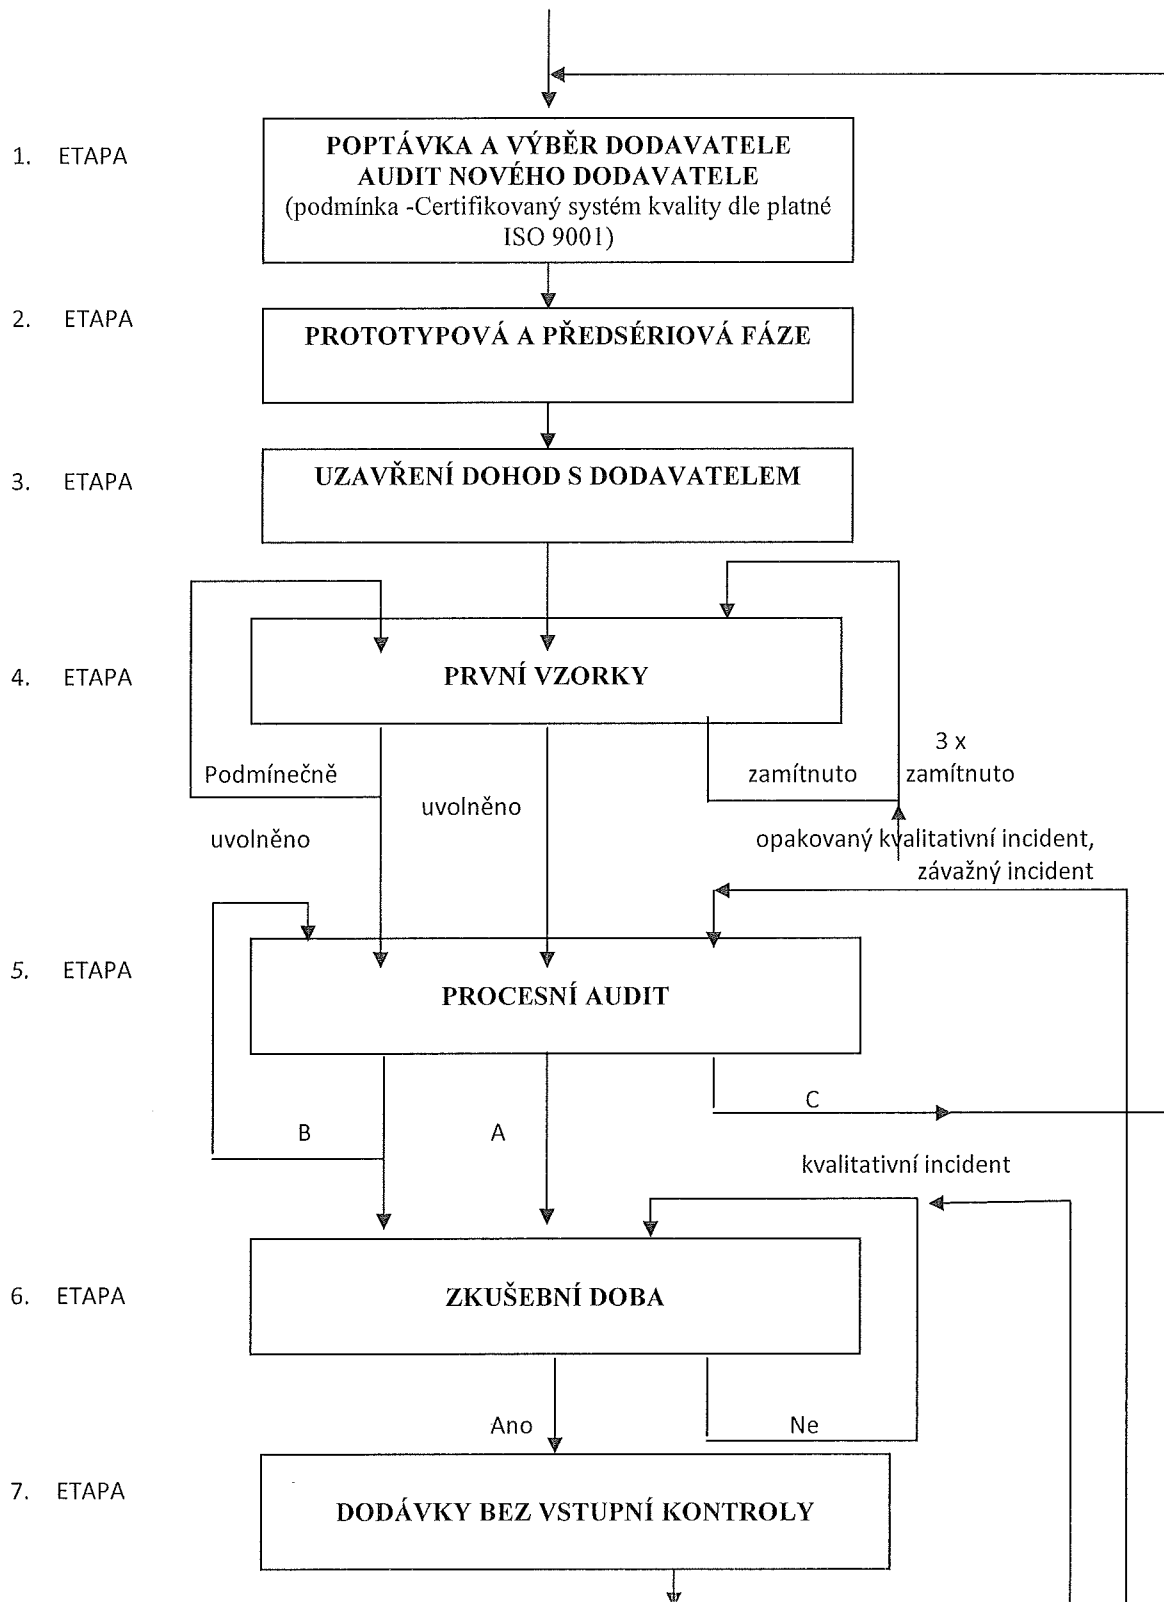 1. ETAPA
POPTÁVKA A VÝBĚR DODAVATELE
AUDIT NOVÉHO DODAVATELE
(podmínka -Certifikovaný systém kvality dle platné
ISO 9001)
2. ETAPA
PROTOTYPOVÁ A PŘEDSÉRIOVÁ FÁZE
3. ETAPA
UZAVŘENÍ DOHOD S DODAVATELEM
4. ETAPA
PRVNÍ VZORKY
Podmínečně
uvolněno
uvolněno
zamítnuto
3 x
zamítnuto
opakovaný kvalitativní incident,
závažný incident
5. ETAPA
PROCESNÍ AUDIT
B
A
C
kvalitativní incident
6. ETAPA
ZKUŠEBNÍ DOBA
Ano
Ne
7. ETAPA
DODÁVKY BEZ VSTUPNÍ KONTROLY